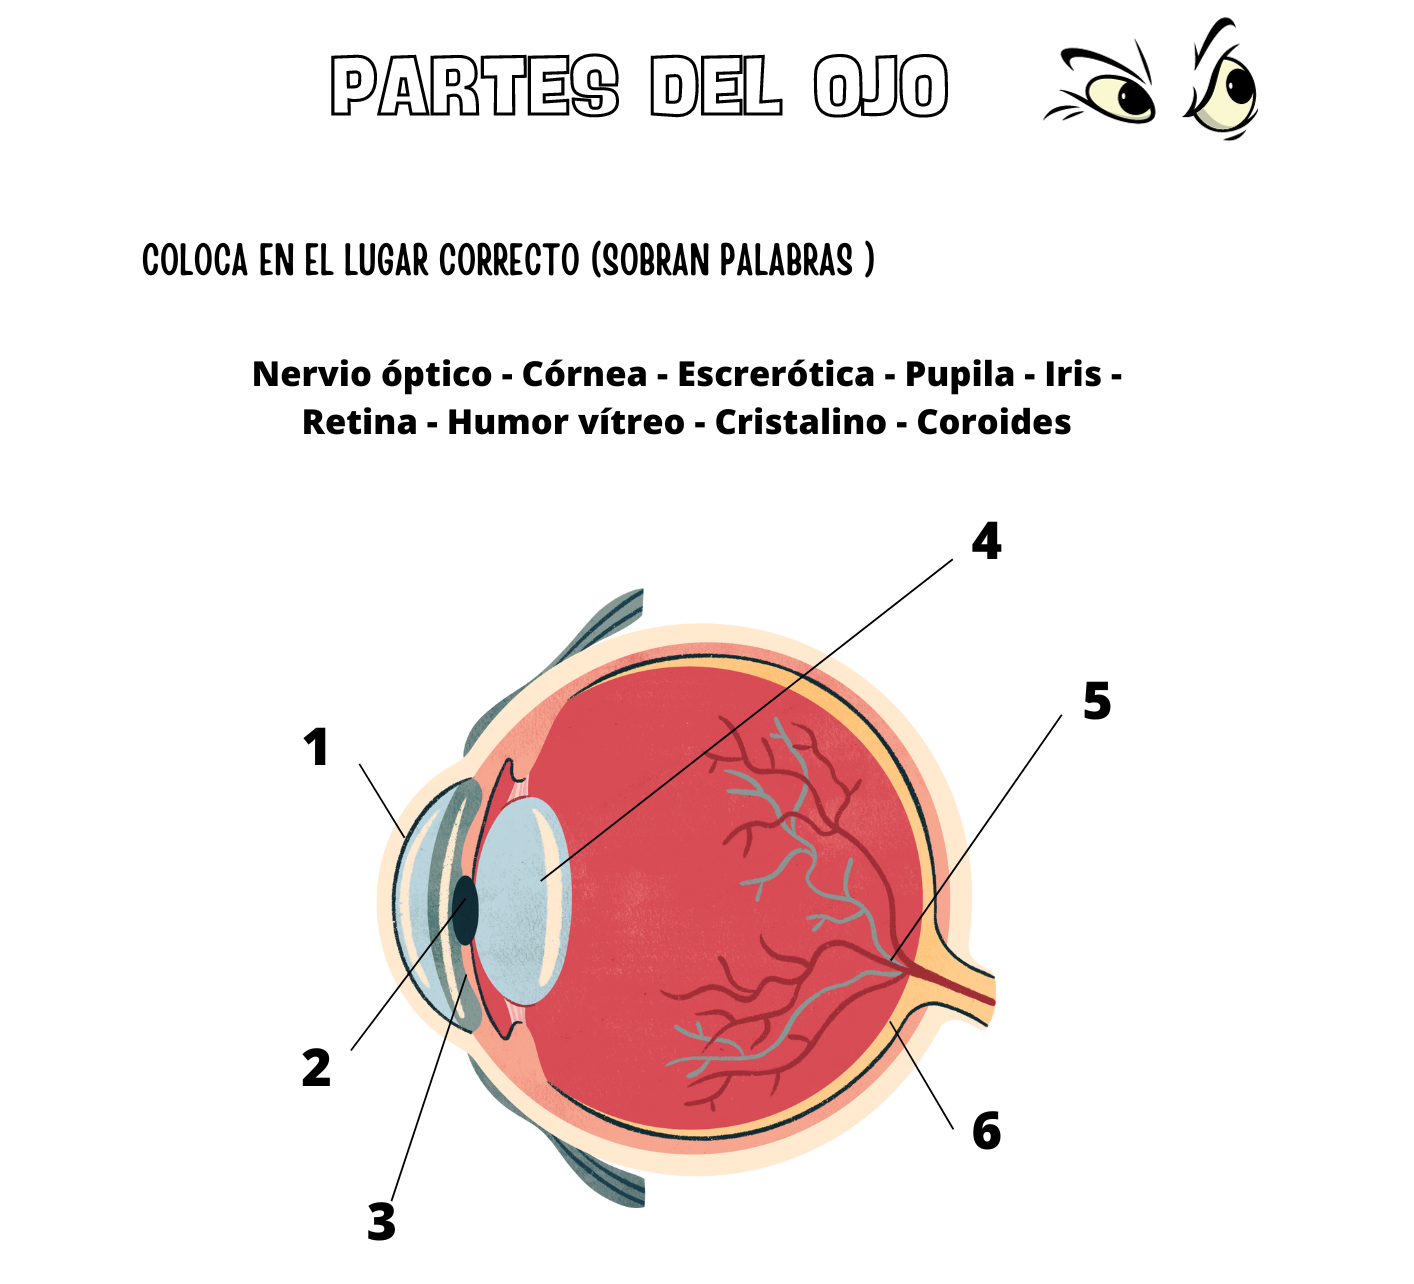 PARTES DEL OJO
COLOCA EN EL LUGAR CORRECTO (SOBRAN PALABRAS )
Nervio óptico - Córnea - Escrerótica - Pupila - Iris -
Retina - Humor vítreo - Cristalino - Coroides
4
5
1
2
6
3